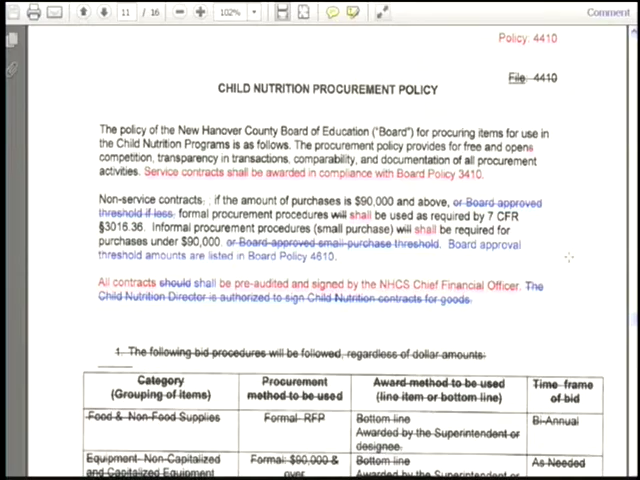 11 / 16
102%
Comment
Policy: 4410
File: 4410
CHILD NUTRITION PROCUREMENT POLICY
The policy of the New Hanover County Board of Education ("Board") for procuring items for use in
the Child Nutrition Programs is as follows. The procurement policy provides for free and opens
competition, transparency in transactions, comparability, and documentation of all procurement
activities. Service contracts shall be awarded in compliance with Board Policy 3410.
Non-service contracts, if the amount of purchases is $90,000 and above, or Board approved
threshold if less formal procurement procedures will shall be used as required by 7 CFR
§3016.36. Informal procurement procedures (small purchase) will shall be required for
purchases under $90,000. or Board-approved small purchase threshold. Board approval
threshold amounts are listed in Board Policy 4610.
All contracts should shall be pre-audited and signed by the NHCS Chief Financial Officer. The
Child Nutrition Director is authorized to sign Child Nutrition contracts for goods.
1. The following bid procedures will be followed, regardless of dollar amounts:
Category
(Grouping of items)
Procurement
method to be used
Award method to be used
(line item or bottom line)
Time frame
of bid
Food & Non-Food Supplies
Formal RFP
Bottom line
Awarded by the Superintendent or
designee.
Bi-Annual
Equipment- Non-Capitalized
and Capitalized Equipment
Formal: $90,000 &
over
Bottom line
Awarded by the Superintendent or
As Needed